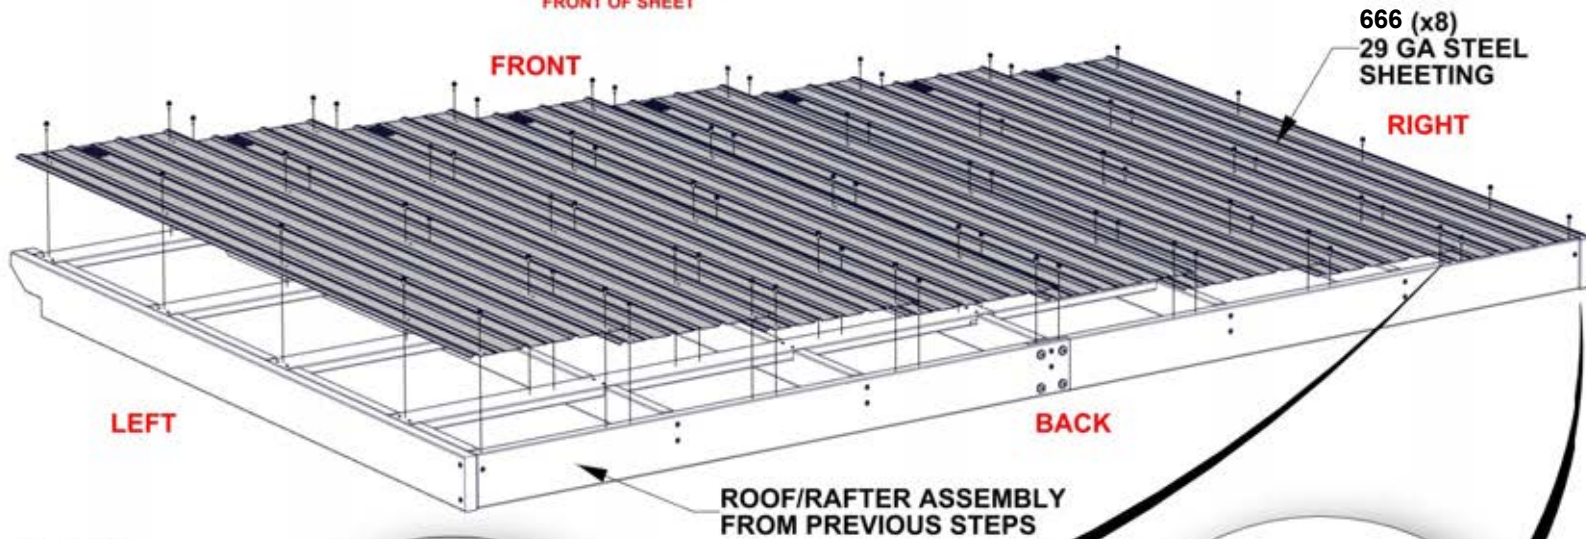 FRONT OF SHEET
FRONT
666 (x8)
29 GA STEEL
SHEETING
RIGHT
LEFT
BACK
ROOF/RAFTER ASSEMBLY
FROM PREVIOUS STEPS